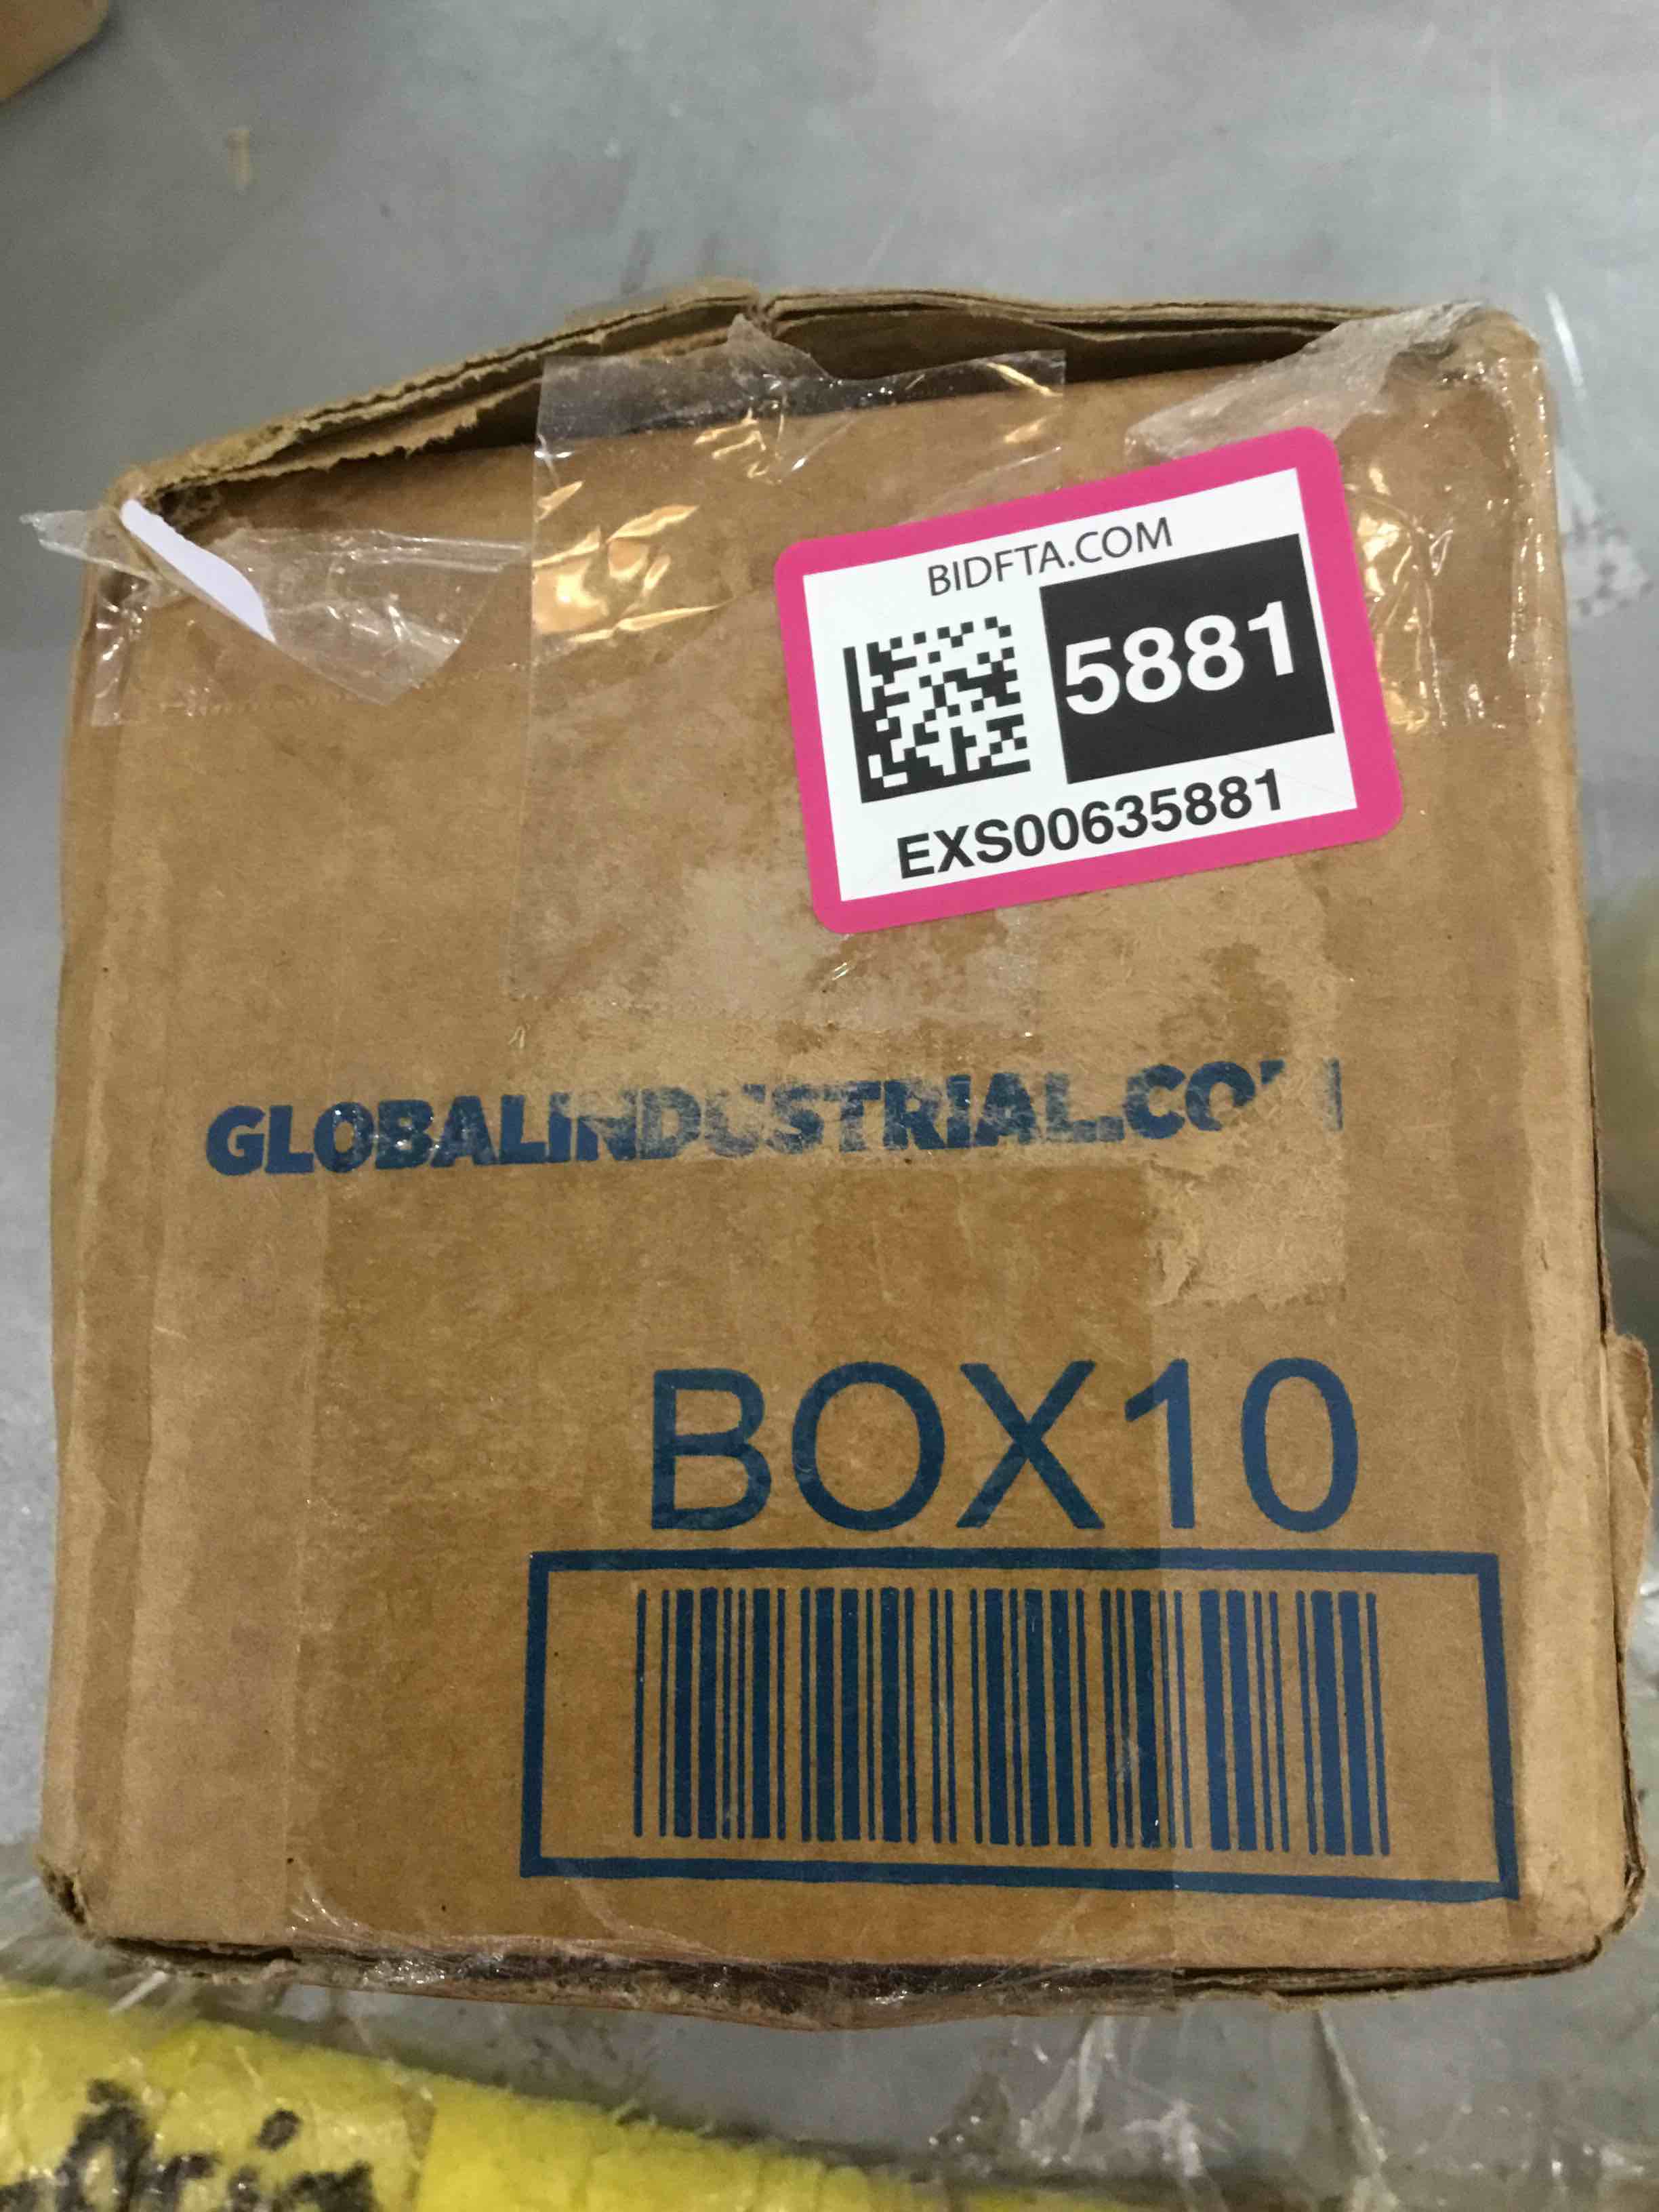 BIDFTA.COM
5881
EXS00635881
GLOBALINDUSTRIAL.COM
BOX10